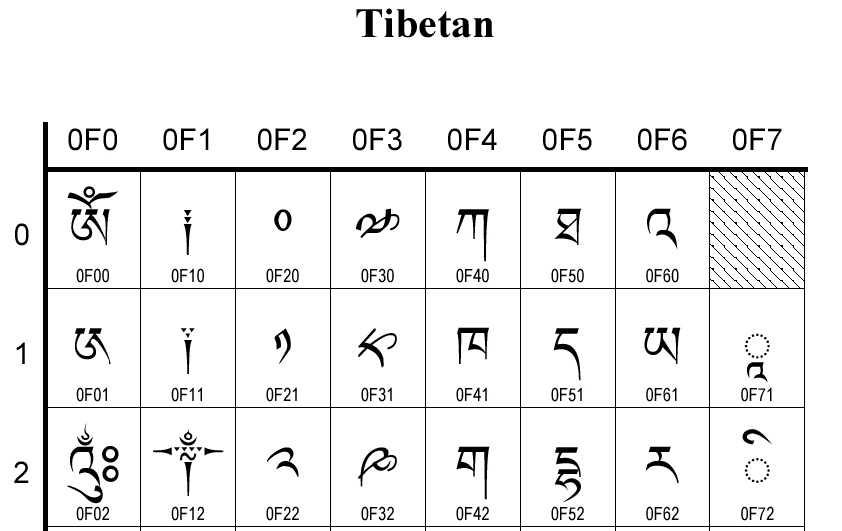 Tibetan
0F0 0F1 0F2 0F3 0F4 0F5 0F6 0F7
0 ༀ ༐ ༠ ༰ ཀ ཐ འ
0F00 0F10 0F20 0F30 0F40 0F50 0F60
1 ༁ ༑ ༡ ༱ ཁ ད ཡ ཱ
0F01 0F11 0F21 0F31 0F41 0F51 0F61 0F71
2 ༂ ༒ ༢ ༲ ག དྷ ར ི
0F02 0F12 0F22 0F32 0F42 0F52 0F62 0F72